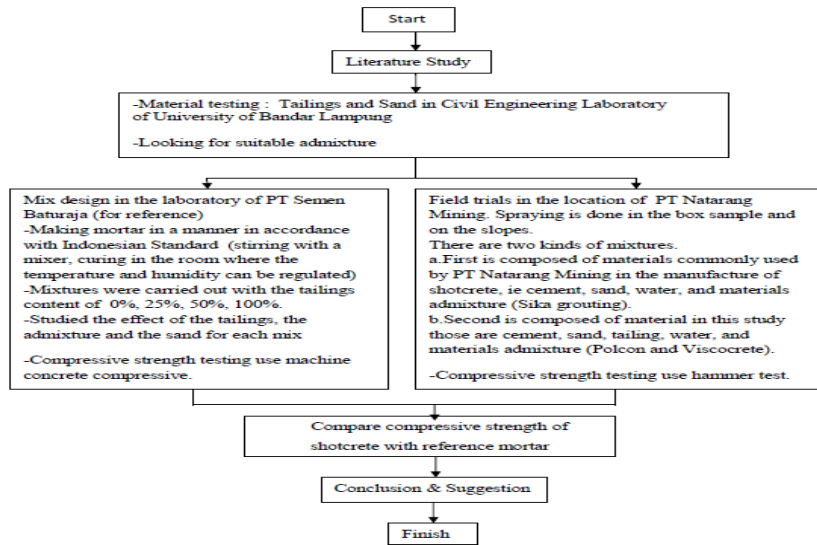 Start
Literature Study
-Material testing : Tailings and Sand in Civil Engineering Laboratory
of University of Bandar Lampung
-Looking for suitable admixture
Mix design in the laboratory of PT Semen
Baturaja (for reference)
-Making mortar in a manner in accordance
with Indonesian Standard (stirring with a
mixer, curing in the room where the
temperature and humidity can be regulated)
-Mixtures were carried out with the tailings
content of 0%, 25%, 50%, 100%.
-Studied the effect of the tailings, the
admixture and the sand for each mix
-Compressive strength testing use machine
concrete compressive.
Field trials in the location of PT Natarang
Mining. Spraying is done in the box sample and
on the slopes.
There are two kinds of mixtures.
a.First is composed of materials commonly used
by PT Natarang Mining in the manufacture of
shotcrete, ie cement, sand, water, and materials
admixture (Sika grouting).
b.Second is composed of material in this study
those are cement, sand, tailing, water, and
materials admixture (Polcon and Viscocrete).
-Compressive strength testing use hammer test.
Compare compressive strength of
shotcrete with reference mortar
Conclusion & Suggestion
Finish